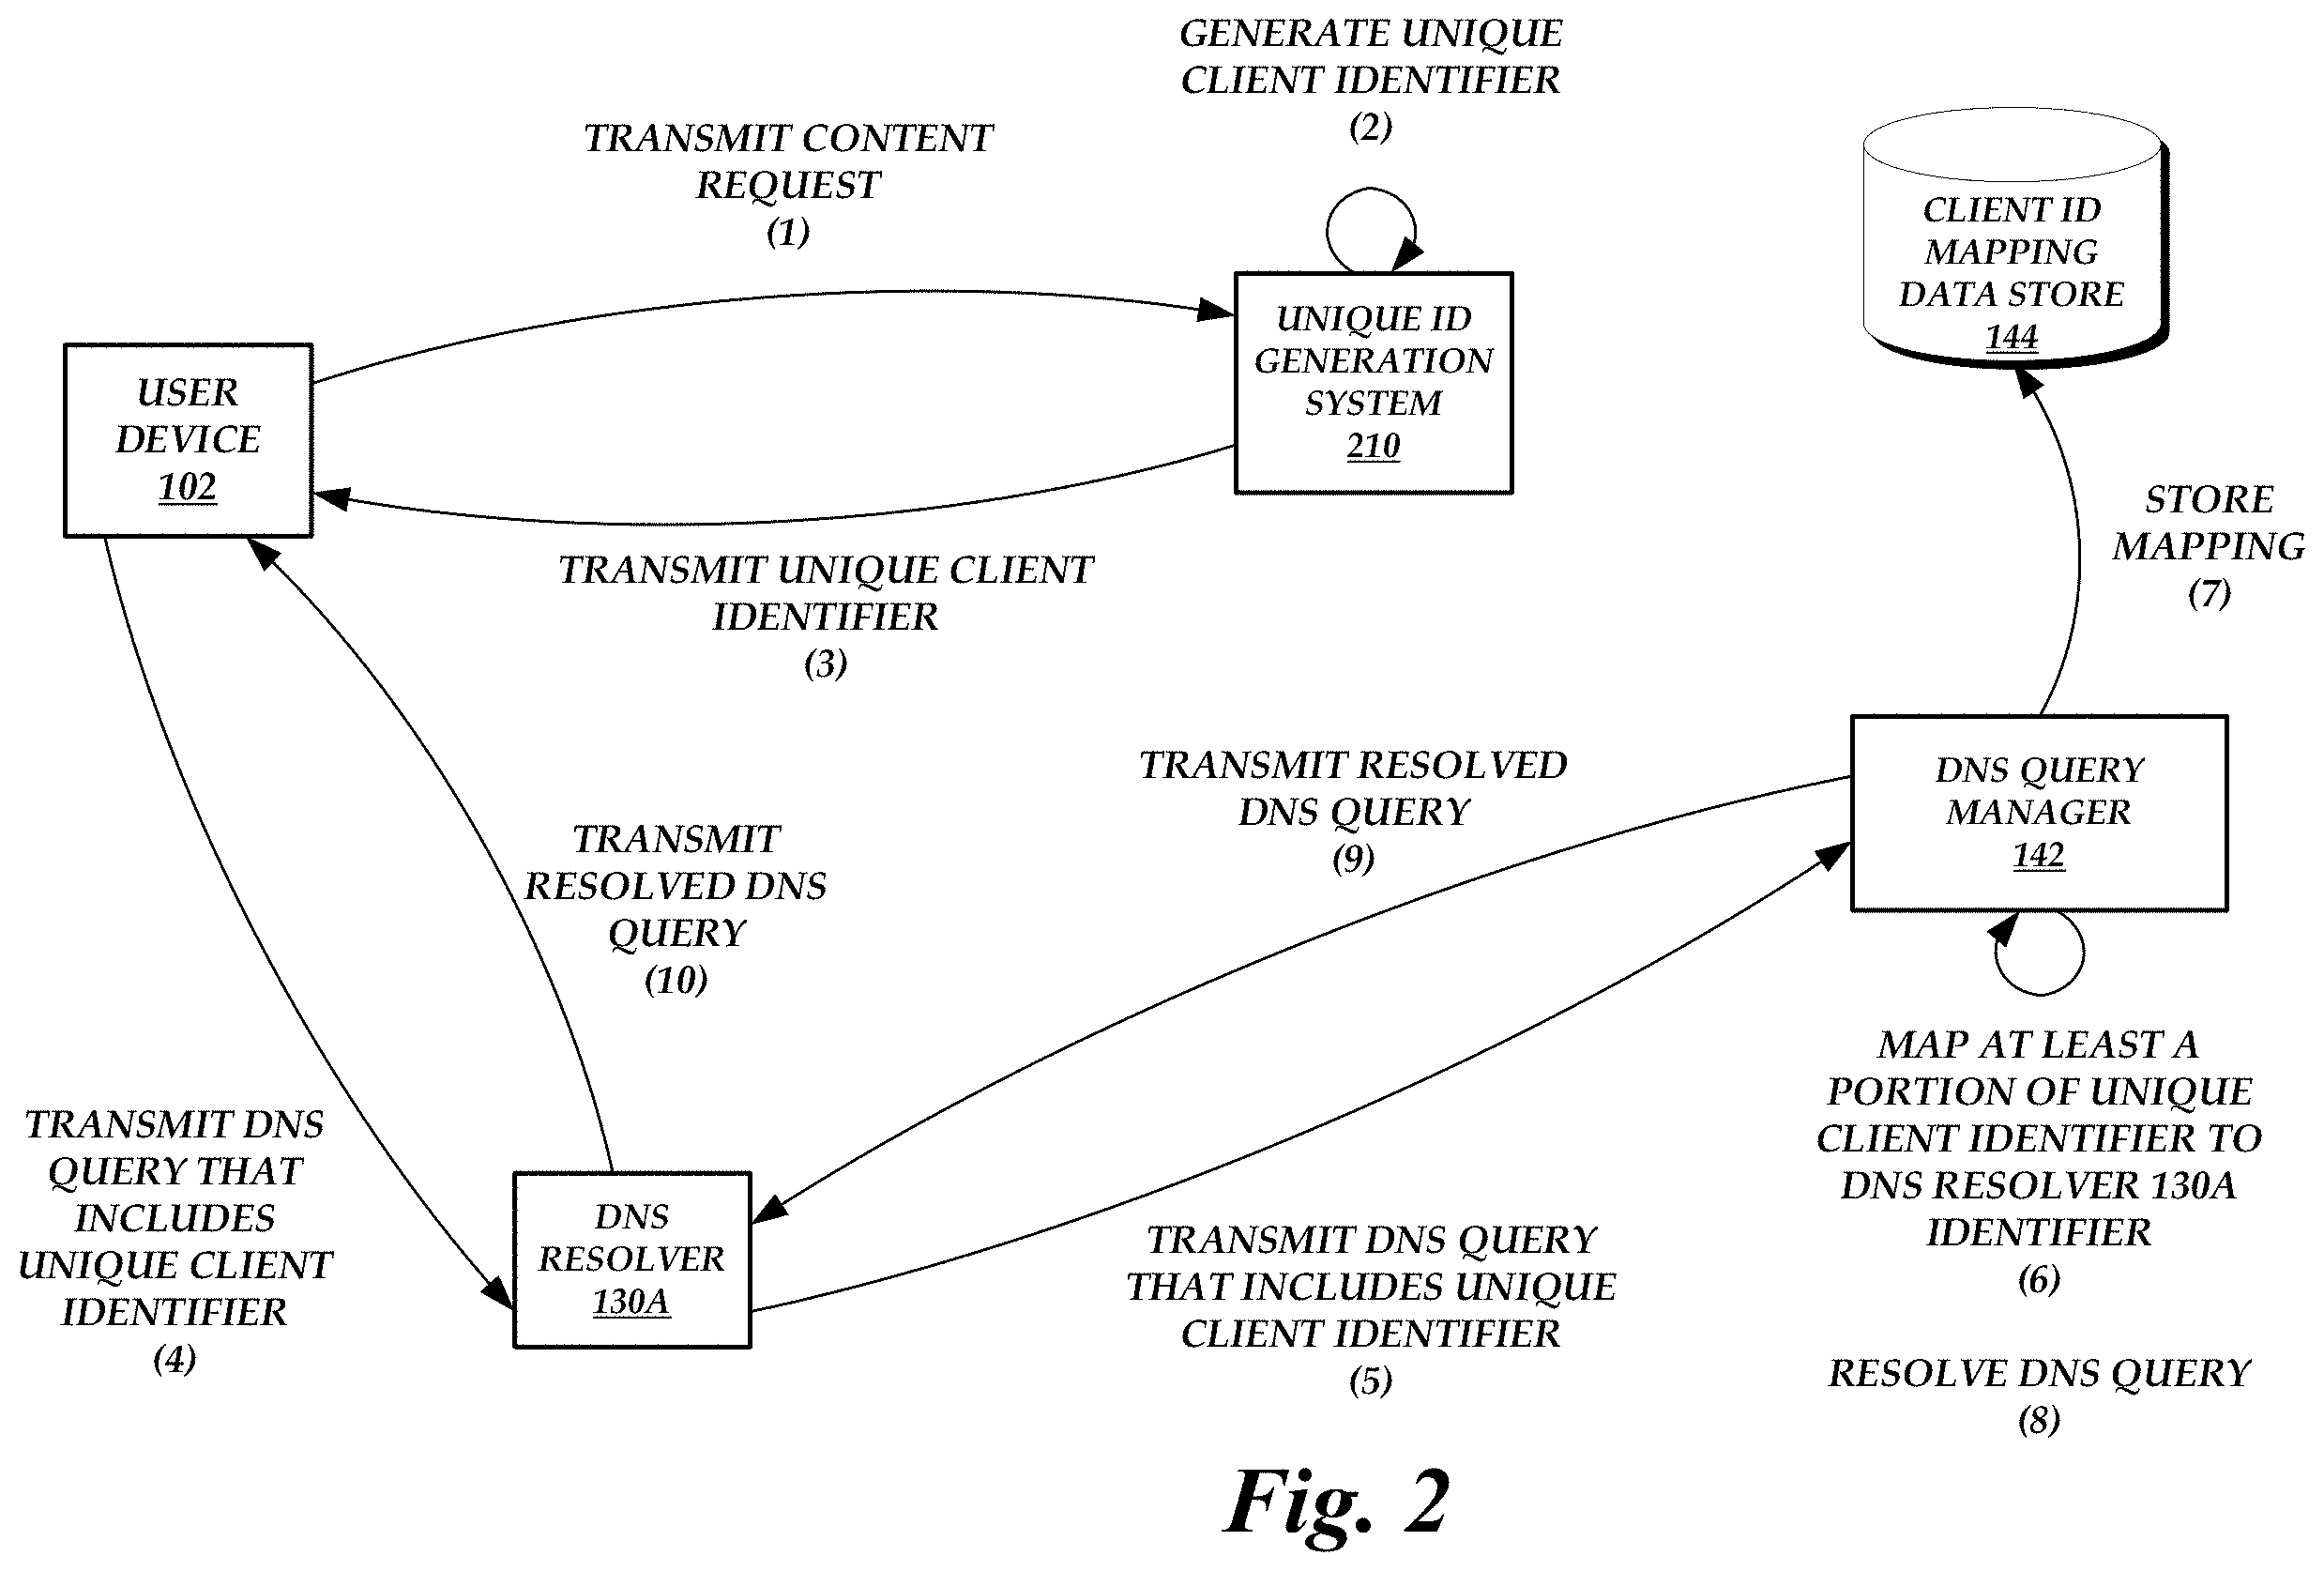 GENERATE UNIQUE
CLIENT IDENTIFIER
(2)
TRANSMIT CONTENT
REQUEST
(1)
CLIENT ID
MAPPING
DATA STORE
144
UNIQUE ID
GENERATION
SYSTEM
210
USER
DEVICE
102
STORE
MAPPING
(7)
TRANSMIT UNIQUE CLIENT
IDENTIFIER
(3)
TRANSMIT RESOLVED
DNS QUERY
(9)
DNS QUERY
MANAGER
142
TRANSMIT
RESOLVED DNS
QUERY
(10)
MAP AT LEAST A
PORTION OF UNIQUE
CLIENT IDENTIFIER TO
DNS RESOLVER 130A
IDENTIFIER
(6)
TRANSMIT DNS
QUERY THAT
INCLUDES
UNIQUE CLIENT
IDENTIFIER
(4)
DNS
RESOLVER
130A
TRANSMIT DNS QUERY
THAT INCLUDES UNIQUE
CLIENT IDENTIFIER
(5)
RESOLVE DNS QUERY
(8)
Fig. 2